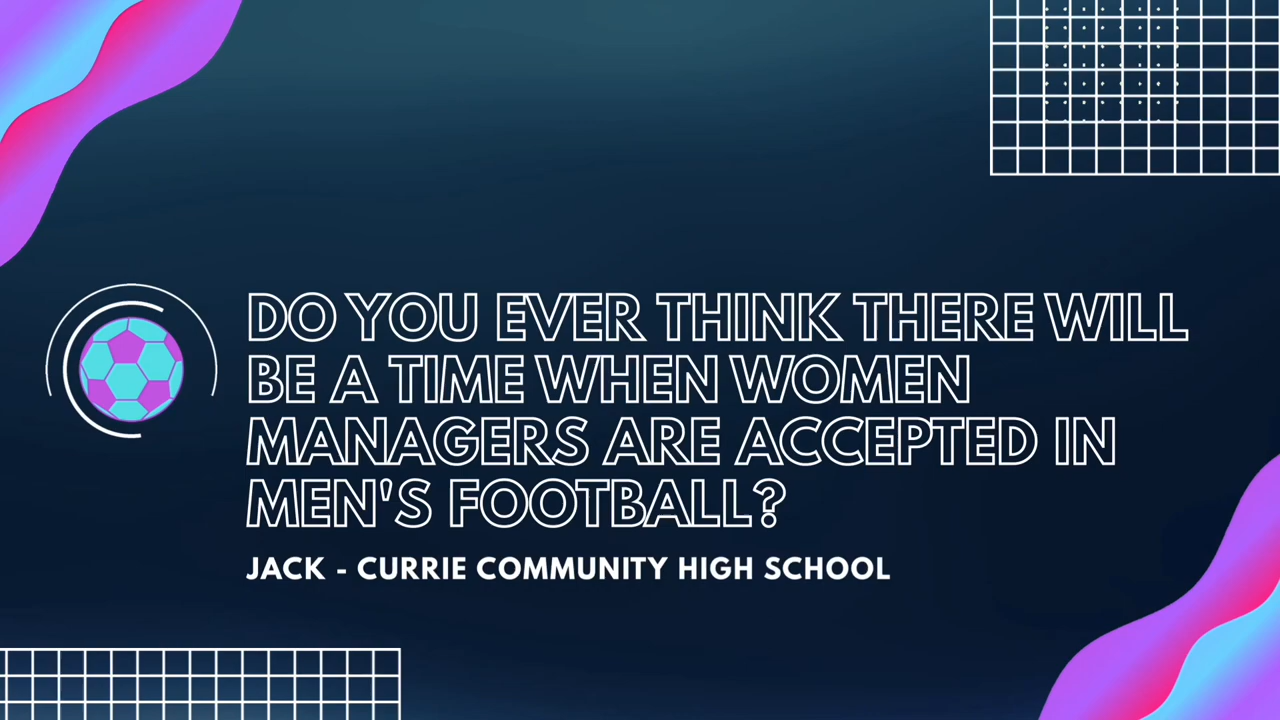 DO YOU EVER THINK THERE WILL
BE A TIME WHEN WOMEN
MANAGERS ARE ACCEPTED IN
MEN'S FOOTBALL?
JACK - CURRIE COMMUNITY HIGH SCHOOL